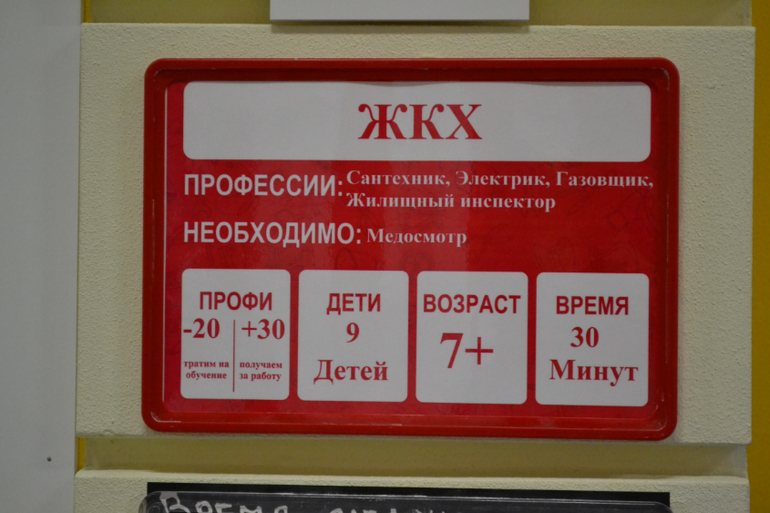 ЖКХ
ПРОФЕССИИ: Сантехник, Электрик, Газовщик,
Жилищный инспектор
НЕОБХОДИМО: Медосмотр
ПРОФИ
-20 +30
тратим на
обучение
получаем
за работу
ДЕТИ
9
Детей
ВОЗРАСТ
7+
ВРЕМЯ
30
Минут
Время